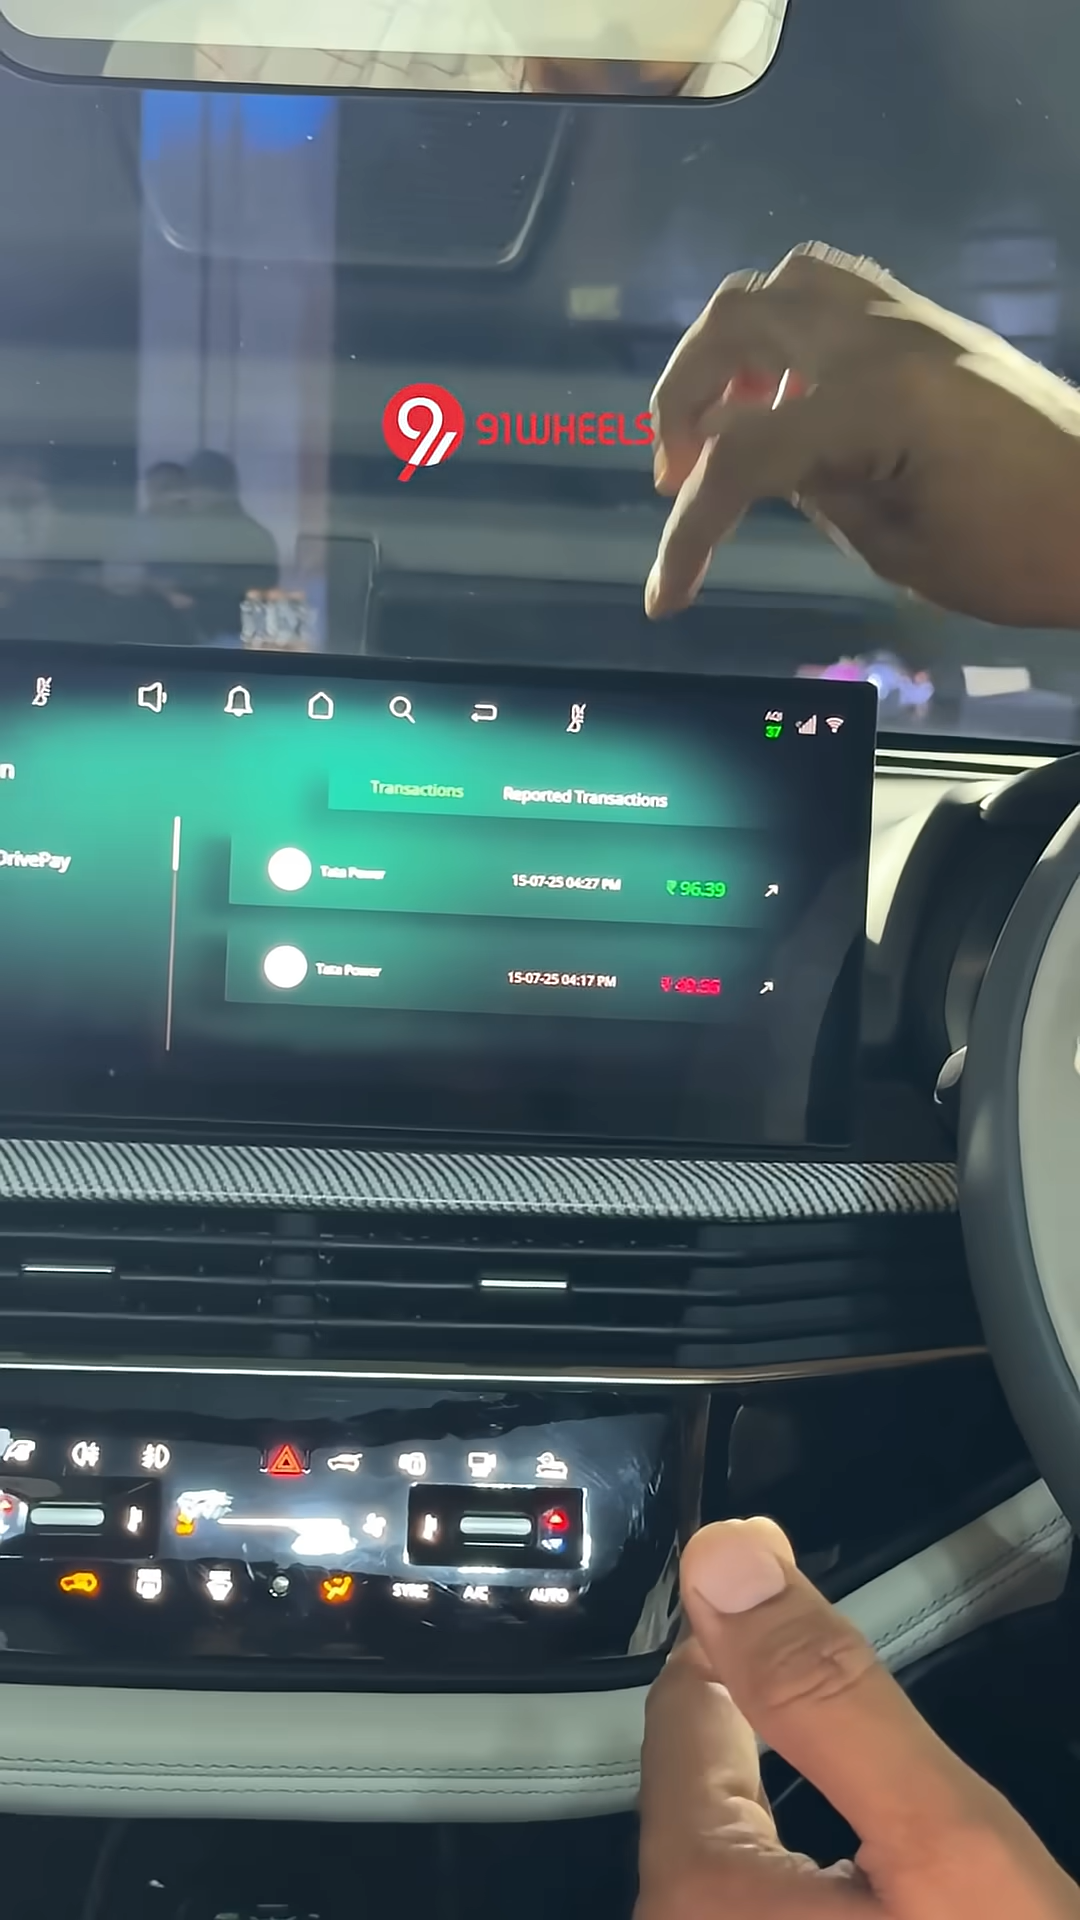 91WHEELS
AQI
37
n
Transactions Reported Transactions
DrivePay
Tata Power 15-07-25 04:27 PM ₹ 96.39
Tata Power 15-07-25 04:17 PM
SYNC A/C AUTO